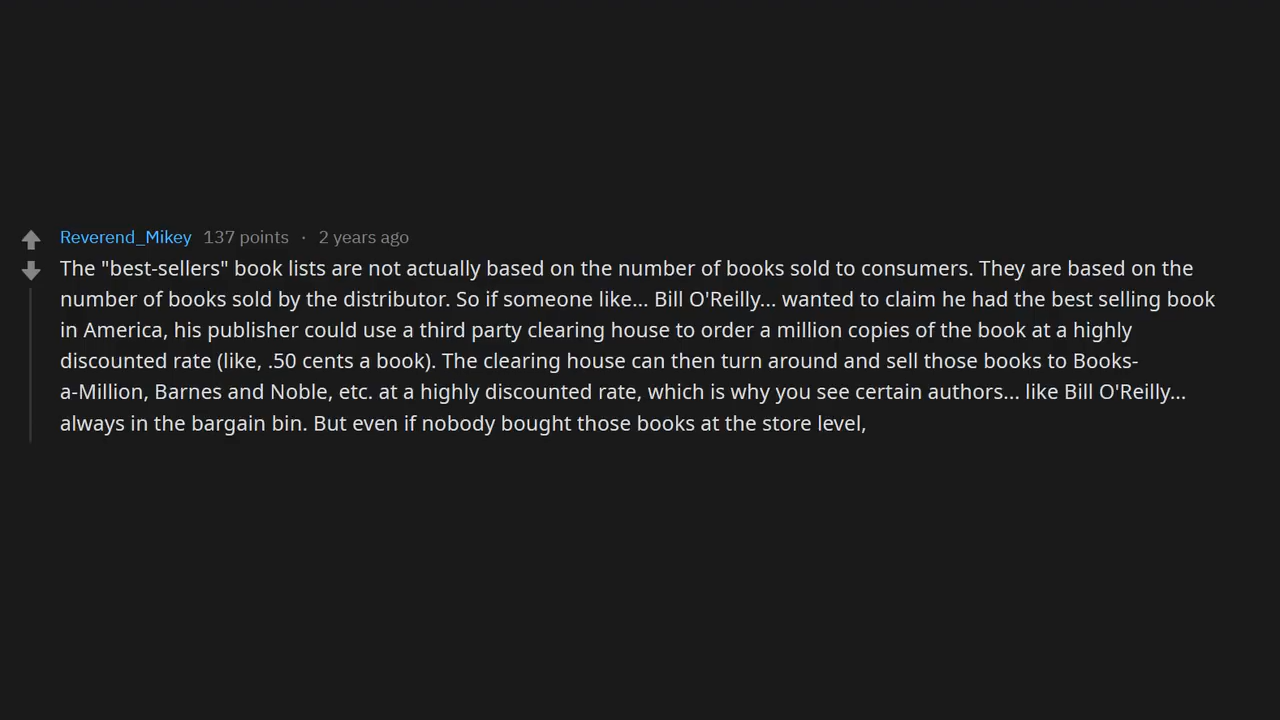 Reverend_Mikey 137 points · 2 years ago
The "best-sellers" book lists are not actually based on the number of books sold to consumers. They are based on the
number of books sold by the distributor. So if someone like... Bill O'Reilly... wanted to claim he had the best selling book
in America, his publisher could use a third party clearing house to order a million copies of the book at a highly
discounted rate (like, .50 cents a book). The clearing house can then turn around and sell those books to Books-
a-Million, Barnes and Noble, etc. at a highly discounted rate, which is why you see certain authors... like Bill O'Reilly...
always in the bargain bin. But even if nobody bought those books at the store level,